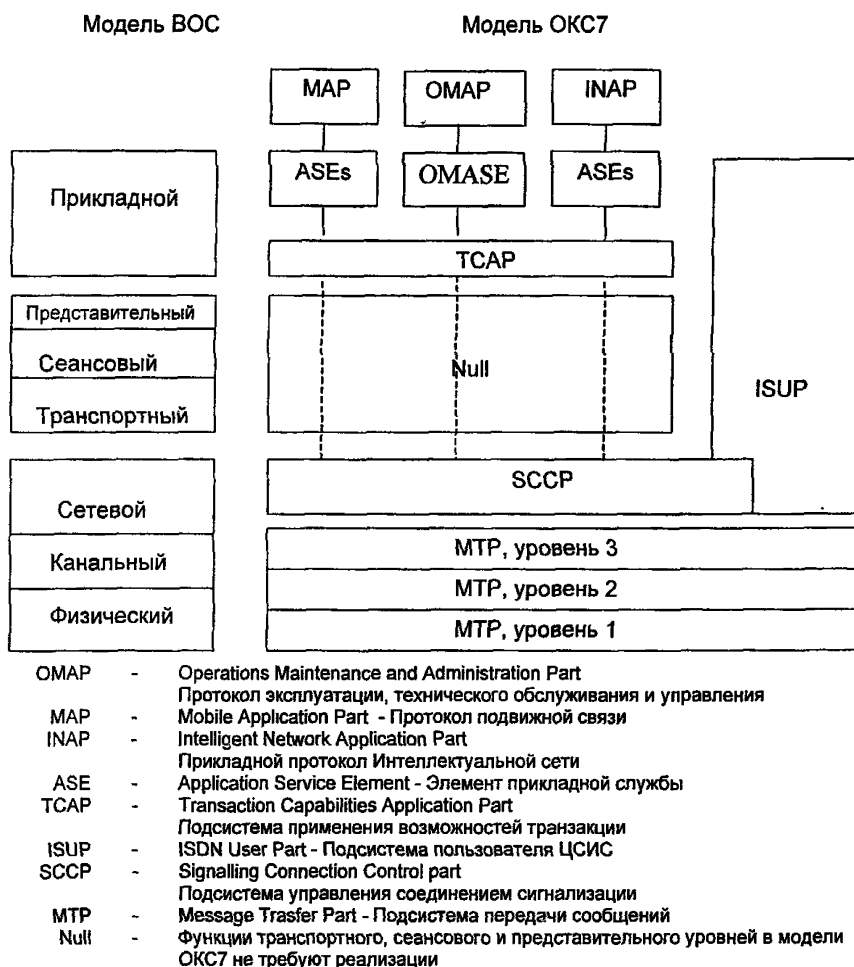 Модель ВОС Модель ОКС7
MAP OMAP INAP
ASEs OMASE ASEs
Прикладной
TCAP
Представительный
Сеансовый
Null
ISUP
Транспортный
SCCP
Сетевой
MTP, уровень 3
Канальный
MTP, уровень 2
Физический
MTP, уровень 1
OMAP - Operations Maintenance and Administration Part
Протокол эксплуатации, технического обслуживания и управления
MAP - Mobile Application Part - Протокол подвижной связи
INAP - Intelligent Network Application Part
Прикладной протокол Интеллектуальной сети
ASE - Application Service Element - Элемент прикладной службы
TCAP - Transaction Capabilities Application Part
Подсистема применения возможностей транзакции
ISUP - ISDN User Part - Подсистема пользователя ЦСИС
SCCP - Signalling Connection Control part
Подсистема управления соединением сигнализации
MTP - Message Trasfer Part - Подсистема передачи сообщений
Null - Функции транспортного, сеансового и представительного уровней в модели
ОКС7 не требуют реализации